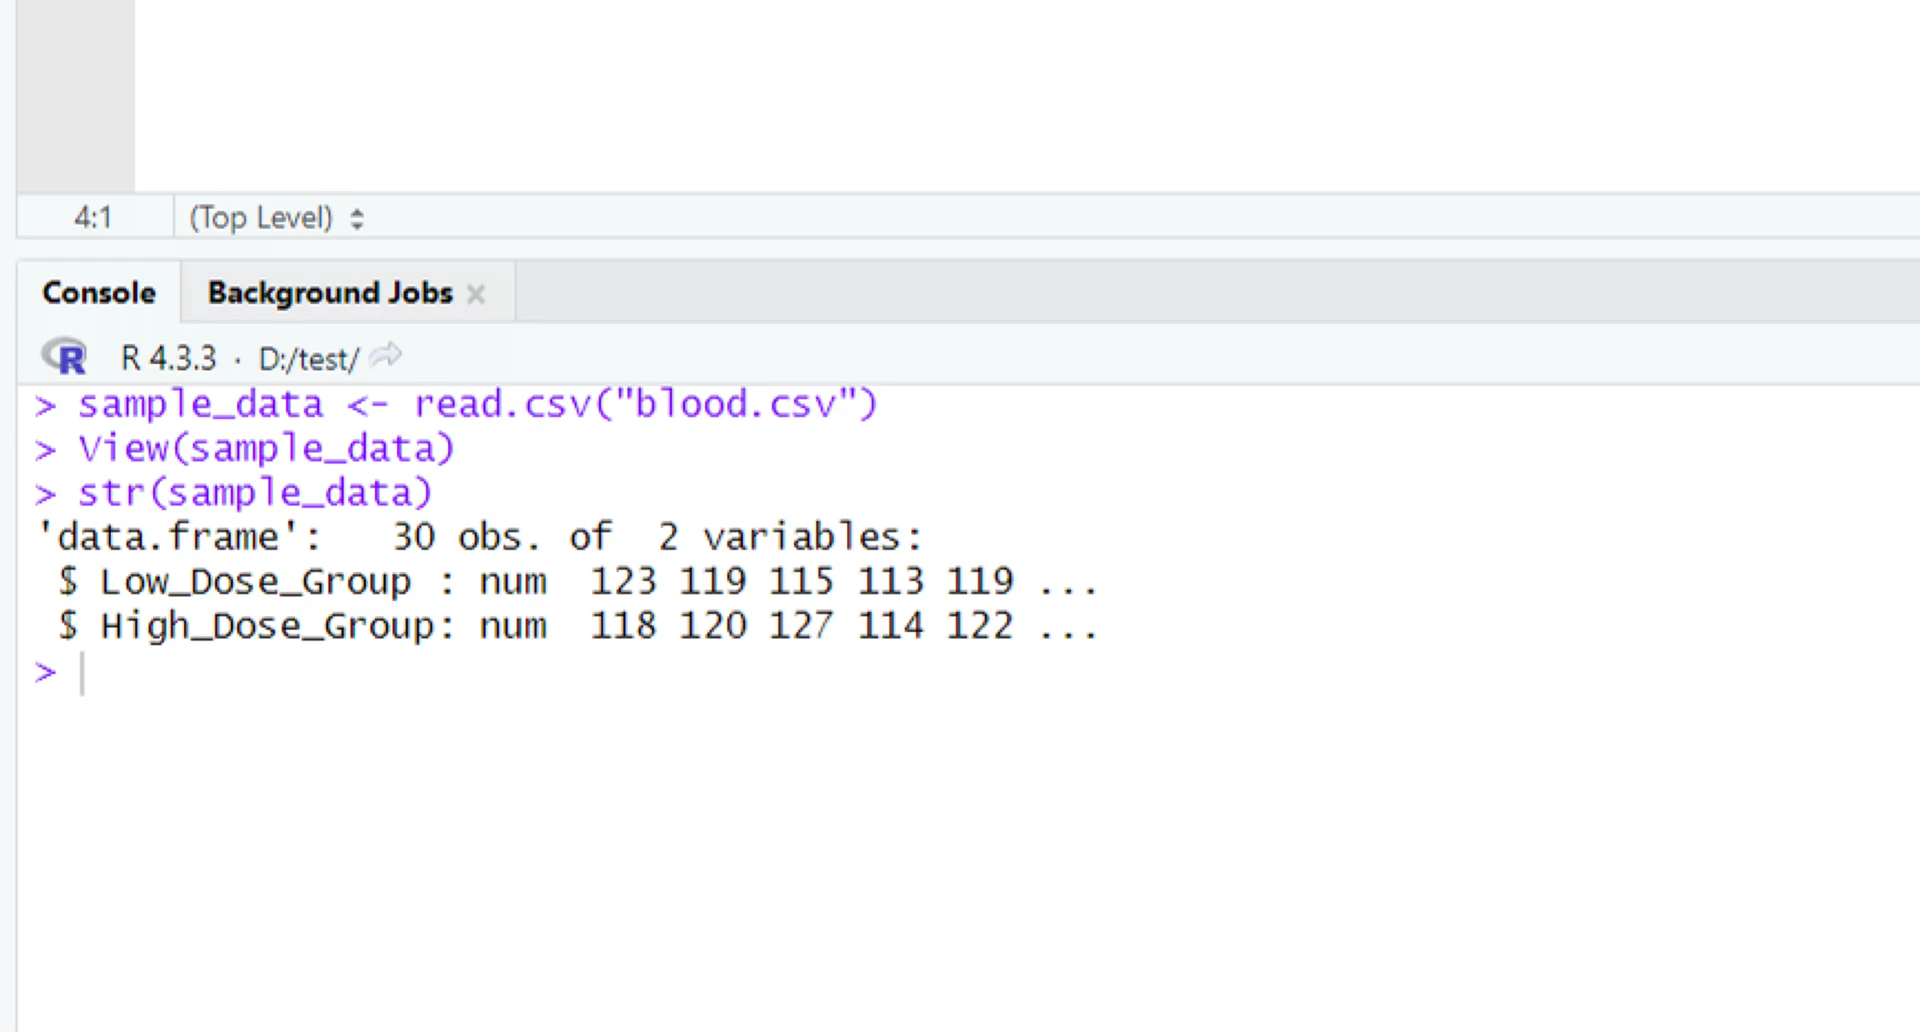 4:1 (Top Level)
Console Background Jobs
R R 4.3.3 · D:/test/
> sample_data <- read.csv("blood.csv")
> View(sample_data)
> str(sample_data)
'data.frame':   30 obs. of  2 variables:
 $ Low_Dose_Group : num  123 119 115 113 119 ...
 $ High_Dose_Group: num  118 120 127 114 122 ...
>